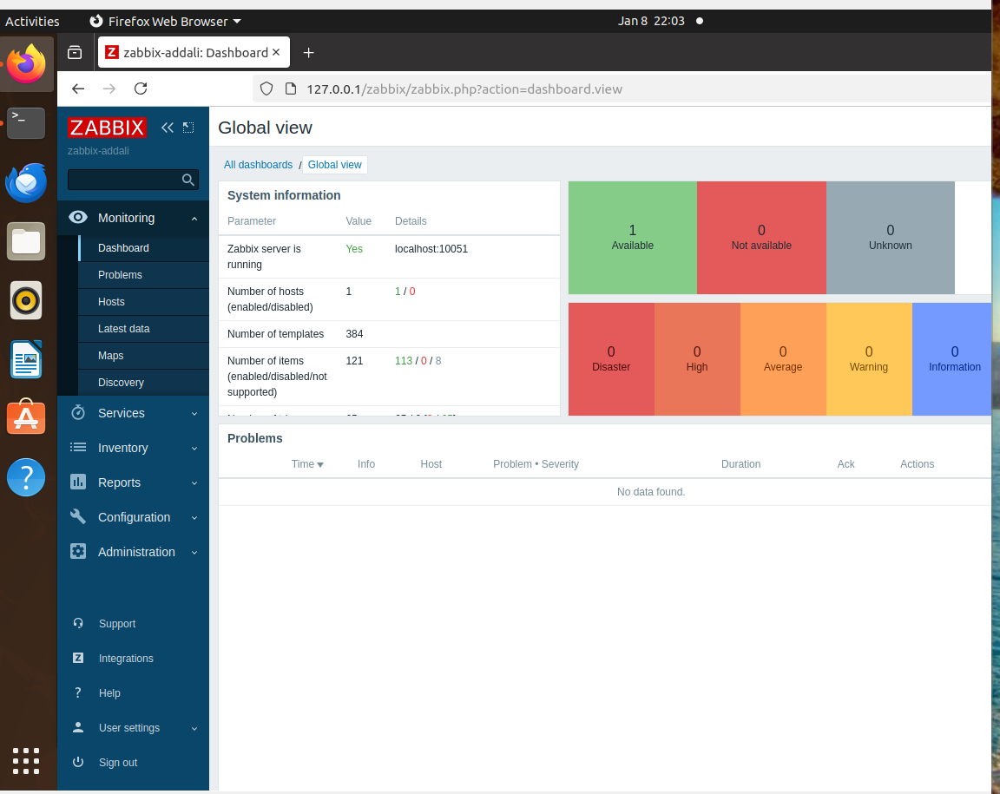 Activities
Firefox Web Browser
Jan 8 22:03
zabbix-addali: Dashboard
127.0.0.1/zabbix/zabbix.php?action=dashboard.view
ZABBIX
zabbix-addali
Monitoring
Dashboard
Problems
Hosts
Latest data
Maps
Discovery
Services
Inventory
Reports
Configuration
Administration
Support
Integrations
Help
User settings
Sign out
Global view
All dashboards / Global view
System information
Parameter Value Details
Zabbix server is Yes localhost:10051
running
Number of hosts 1 1 / 0
(enabled/disabled)
Number of templates 384
Number of items 121 113 / 0 / 8
(enabled/disabled/not
supported)
1 0 0
Available Not available Unknown
0 0 0 0 0
Disaster High Average Warning Information
Problems
Time Info Host Problem • Severity Duration Ack Actions
No data found.